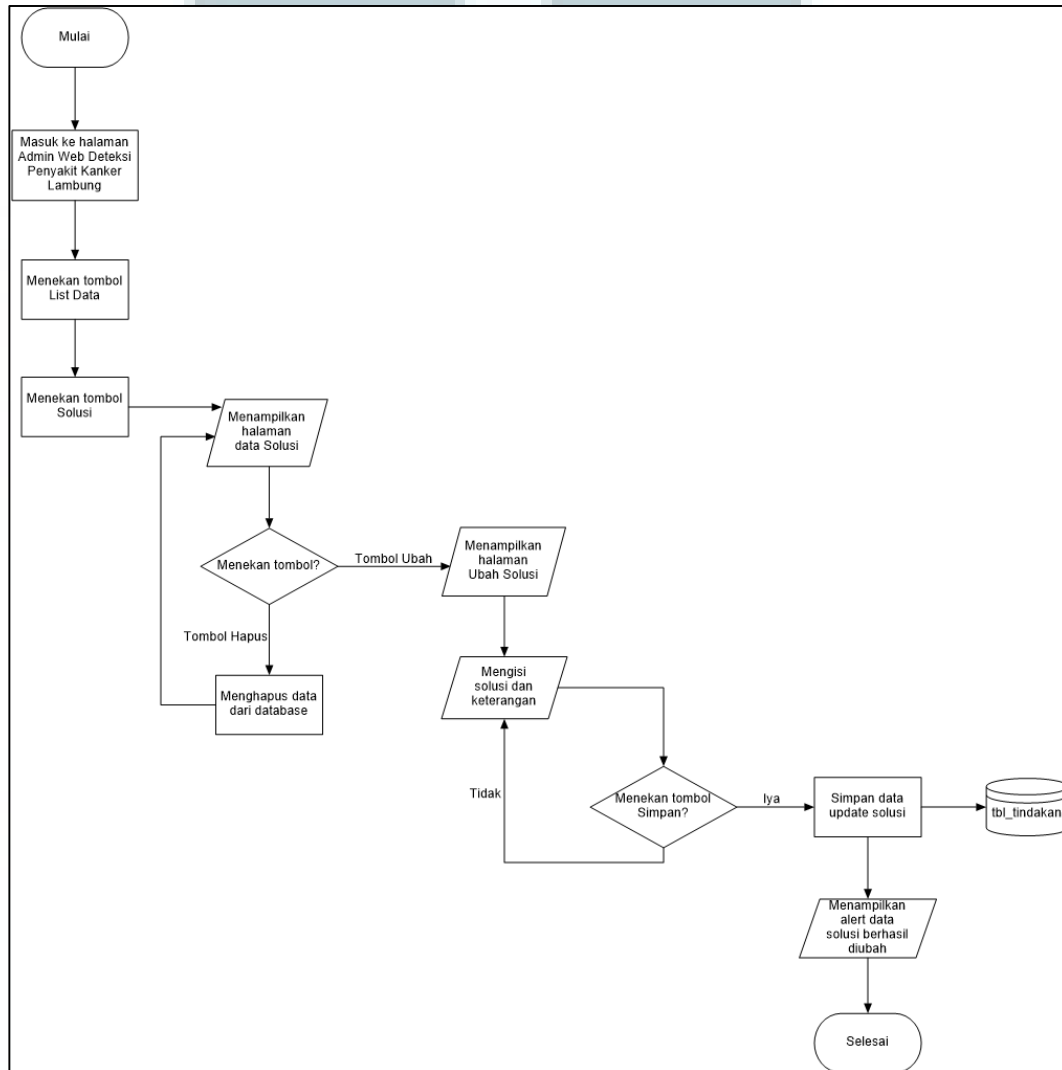 Mulai
Masuk ke halaman
Admin Web Deteksi
Penyakit Kanker
Lambung
Menekan tombol
List Data
Menekan tombol
Solusi
Menampilkan
halaman
data Solusi
Menekan tombol?
Tombol Ubah
Tombol Hapus
Menghapus data
dari database
Menampilkan
halaman
Ubah Solusi
Mengisi
solusi dan
keterangan
Menekan tombol
Simpan?
Tidak
Iya
Simpan data
update solusi
tbl_tindakan
Menampilkan
alert data
solusi berhasil
diubah
Selesai